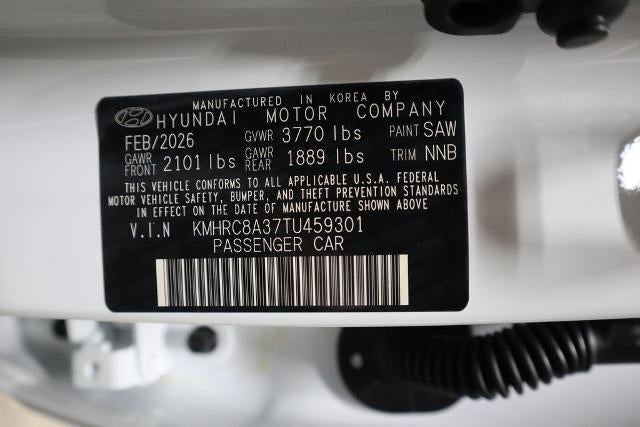 MANUFACTURED IN KOREA BY
HYUNDAI MOTOR COMPANY
FEB/2026 GVWR 3770 lbs PAINT SAW
GAWR FRONT 2101 lbs GAWR REAR 1889 lbs TRIM NNB
THIS VEHICLE CONFORMS TO ALL APPLICABLE U.S.A. FEDERAL
MOTOR VEHICLE SAFETY, BUMPER, AND THEFT PREVENTION STANDARDS
IN EFFECT ON THE DATE OF MANUFACTURE SHOWN ABOVE
V.I.N KMHRC8A37TU459301
PASSENGER CAR